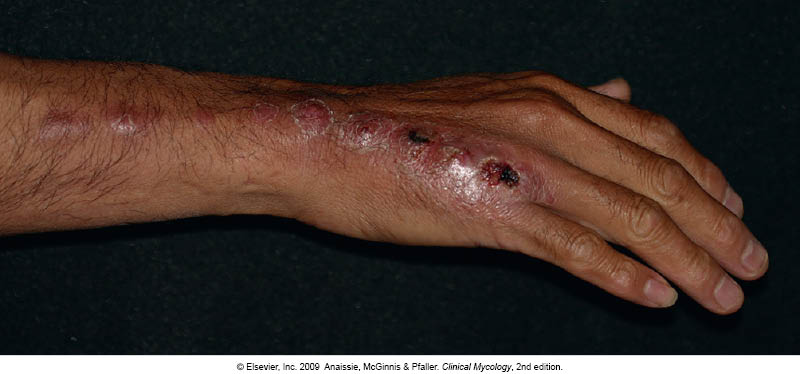 © Elsevier, Inc. 2009  Anaissie, McGinnis & Pfaller. Clinical Mycology, 2nd edition.